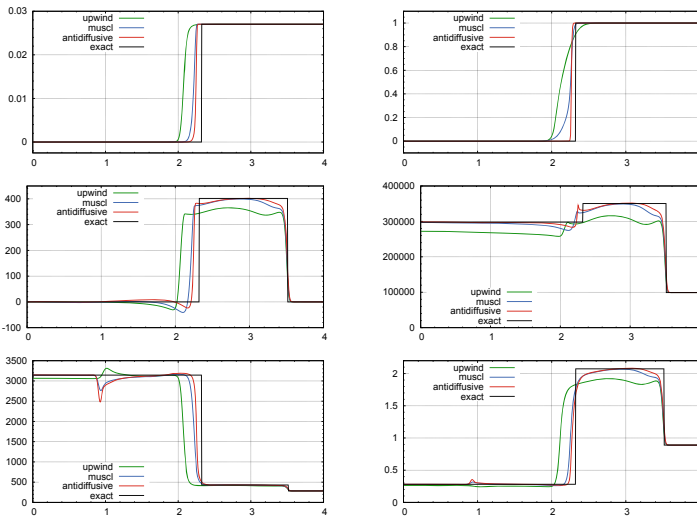 0.03
0.02
0.01
0
upwind
muscl
antidiffusive
exact
0 1 2 3 4
1
0.8
0.6
0.4
0.2
0
upwind
muscl
antidiffusive
exact
0 1 2 3
400
300
200
100
0
-100
upwind
muscl
antidiffusive
exact
0 1 2 3 4
400000
300000
200000
100000
0
upwind
muscl
antidiffusive
exact
0 1 2 3
3500
3000
2500
2000
1500
1000
500
0
upwind
muscl
antidiffusive
exact
0 1 2 3 4
2
1.5
1
0.5
0
upwind
muscl
antidiffusive
exact
0 1 2 3